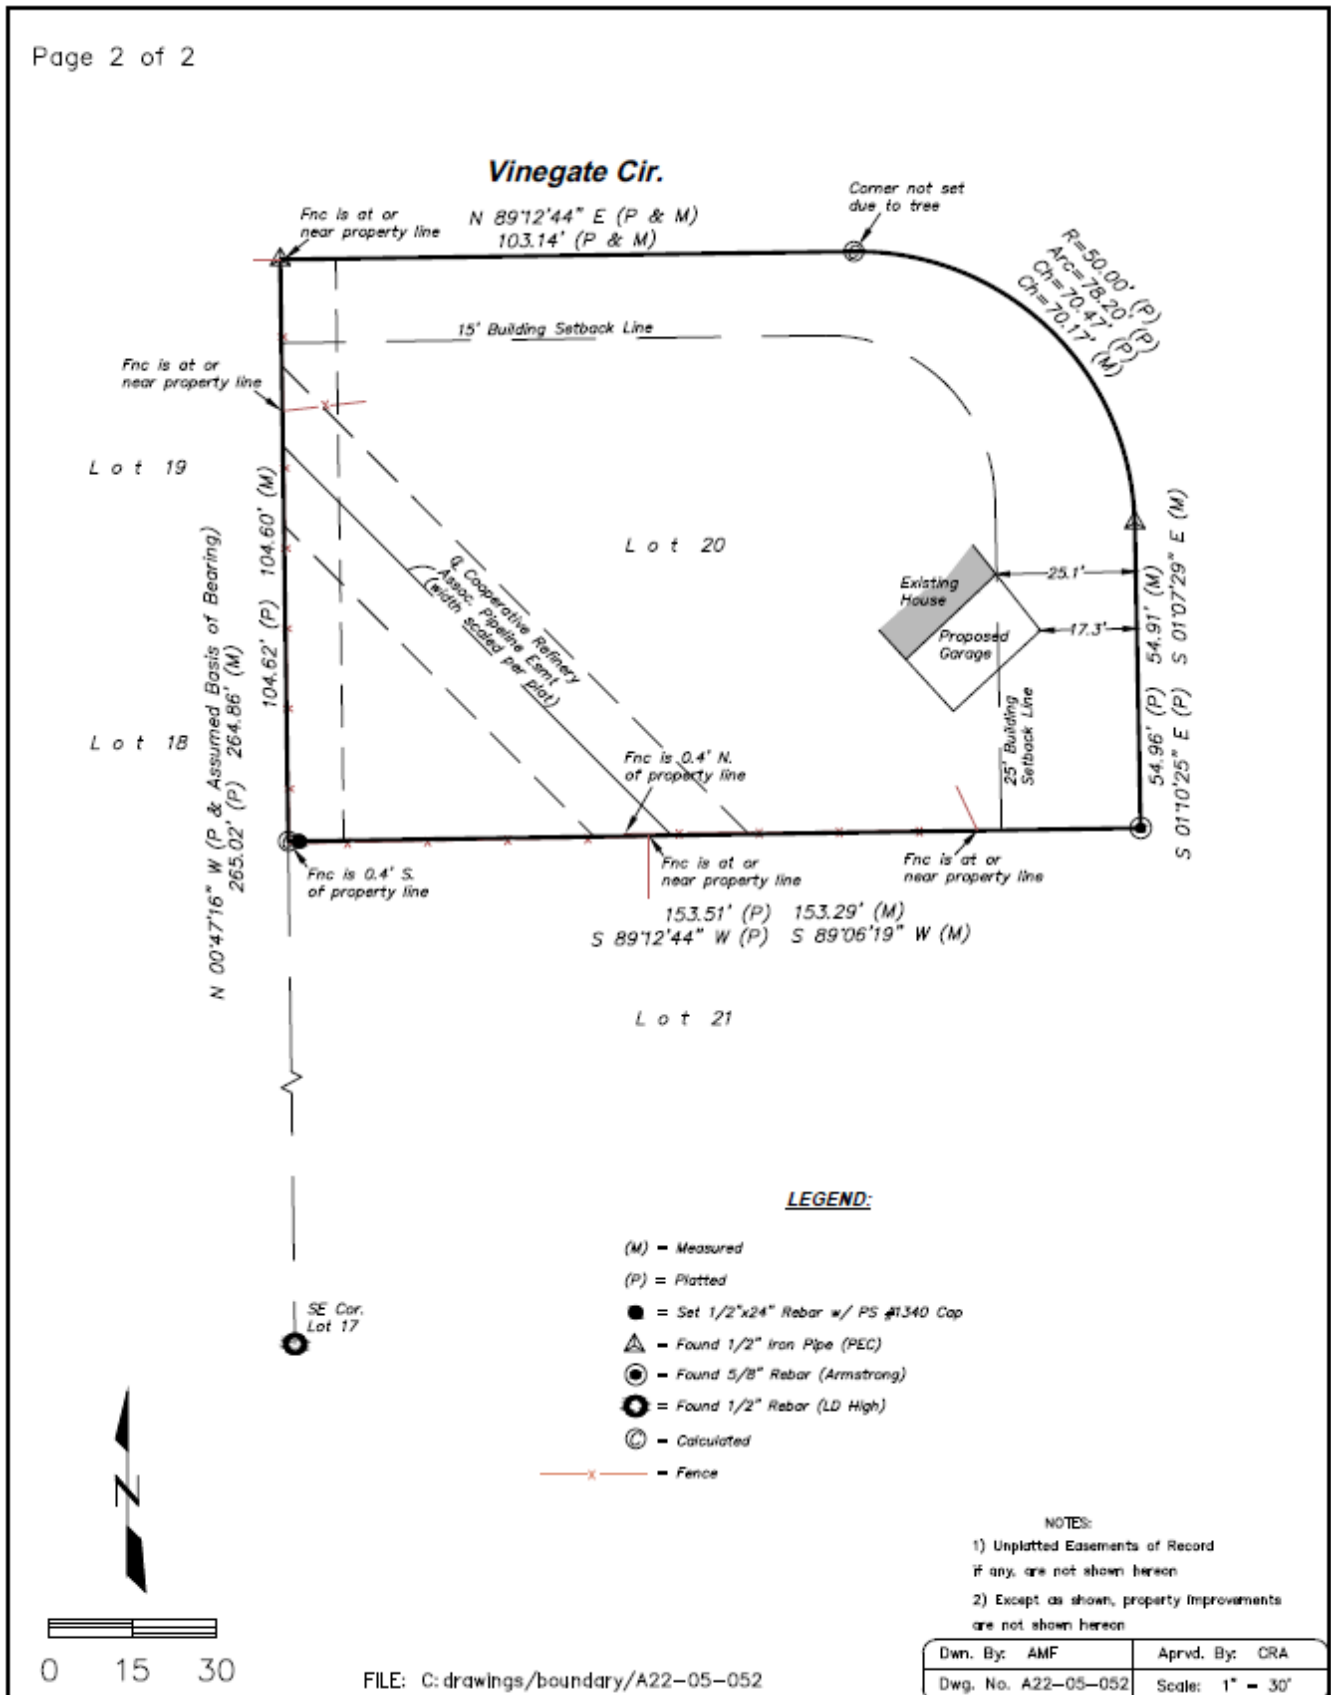 Page 2 of 2
Vinegate Cir.
N 89°12'44" E (P & M)
103.14' (P & M)
Fnc is at or
near property line
Corner not set
due to tree
R=50.00' (P)
Arc=78.20' (P)
Ch=70.47' (P)
Ch=70.17' (M)
15' Building Setback Line
Fnc is at or
near property line
Lot 19
Lot 20
Lot 18
N 00°47'16" W (P & Assumed Basis of Bearing)
265.02' (P) 264.86' (M)
104.62' (P) 104.60' (M)
℄ Cooperative Refinery
Assoc. Pipeline Esmt
(width scaled per plat)
Existing
House
Proposed
Garage
25.1'
17.3'
54.96' (P) 54.91' (M)
S 01°10'25" E (P) S 01°07'29" E (M)
25' Building
Setback Line
Fnc is 0.4' N.
of property line
Fnc is 0.4' S.
of property line
Fnc is at or
near property line
Fnc is at or
near property line
153.51' (P) 153.29' (M)
S 89°12'44" W (P) S 89°06'19" W (M)
Lot 21
LEGEND:
(M) = Measured
(P) = Platted
= Set 1/2"x24" Rebar w/ PS #1340 Cap
= Found 1/2" Iron Pipe (PEC)
= Found 5/8" Rebar (Armstrong)
= Found 1/2" Rebar (LD High)
© = Calculated
x = Fence
SE Cor.
Lot 17
N
0 15 30
NOTES:
1) Unplatted Easements of Record
if any, are not shown hereon
2) Except as shown, property improvements
are not shown hereon
FILE: C:drawings/boundary/A22-05-052
Dwn. By: AMF Aprvd. By: CRA
Dwg. No. A22-05-052 Scale: 1" = 30'